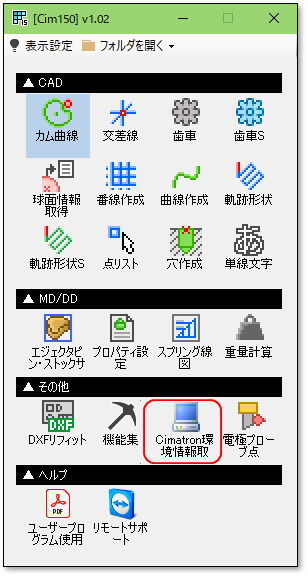 [Cim150] v1.02
表示設定 フォルダを開く
▲ CAD
カム曲線 交差線 歯車 歯車S
球面情報 番線作成 曲線作成 軌跡形状
取得
軌跡形状S 点リスト 穴作成 単線文字
あ
▲ MD/DD
エジェクタピ プロパティ設 スプリング線 重量計算
ン・ストックサ 定 図
▲ その他
DXF
DXFリフィット 機能集 Cimatron環 電極プローブ
境情報取 点
▲ ヘルプ
PDF
ユーザープロ リモートサポ
グラム使用 ート